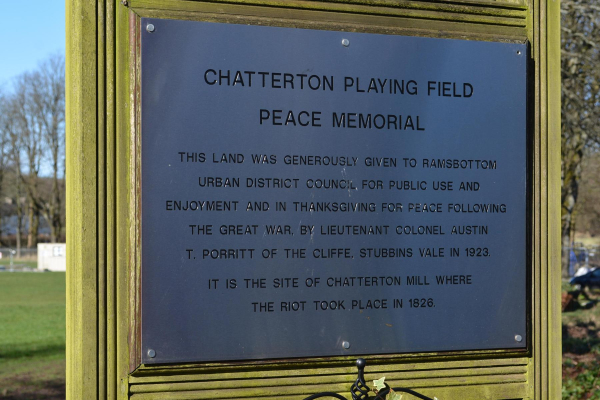 CHATTERTON PLAYING FIELD
PEACE MEMORIAL
THIS LAND WAS GENEROUSLY GIVEN TO RAMSBOTTOM
URBAN DISTRICT COUNCIL FOR PUBLIC USE AND
ENJOYMENT AND IN THANKSGIVING FOR PEACE FOLLOWING
THE GREAT WAR, BY LIEUTENANT COLONEL AUSTIN
T. PORRITT OF THE CLIFFE, STUBBINS VALE IN 1923.
IT IS THE SITE OF CHATTERTON MILL WHERE
THE RIOT TOOK PLACE IN 1826.